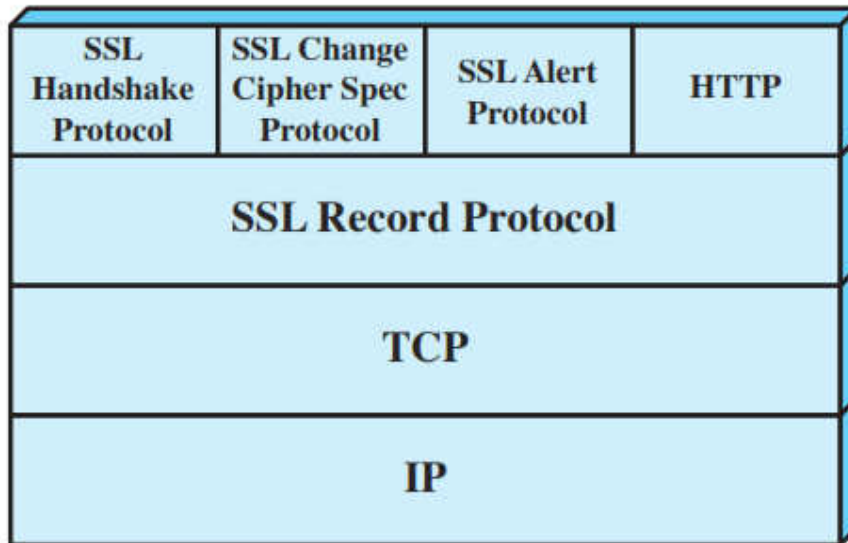 SSL
Handshake
Protocol
SSL Change
Cipher Spec
Protocol
SSL Alert
Protocol
HTTP
SSL Record Protocol
TCP
IP